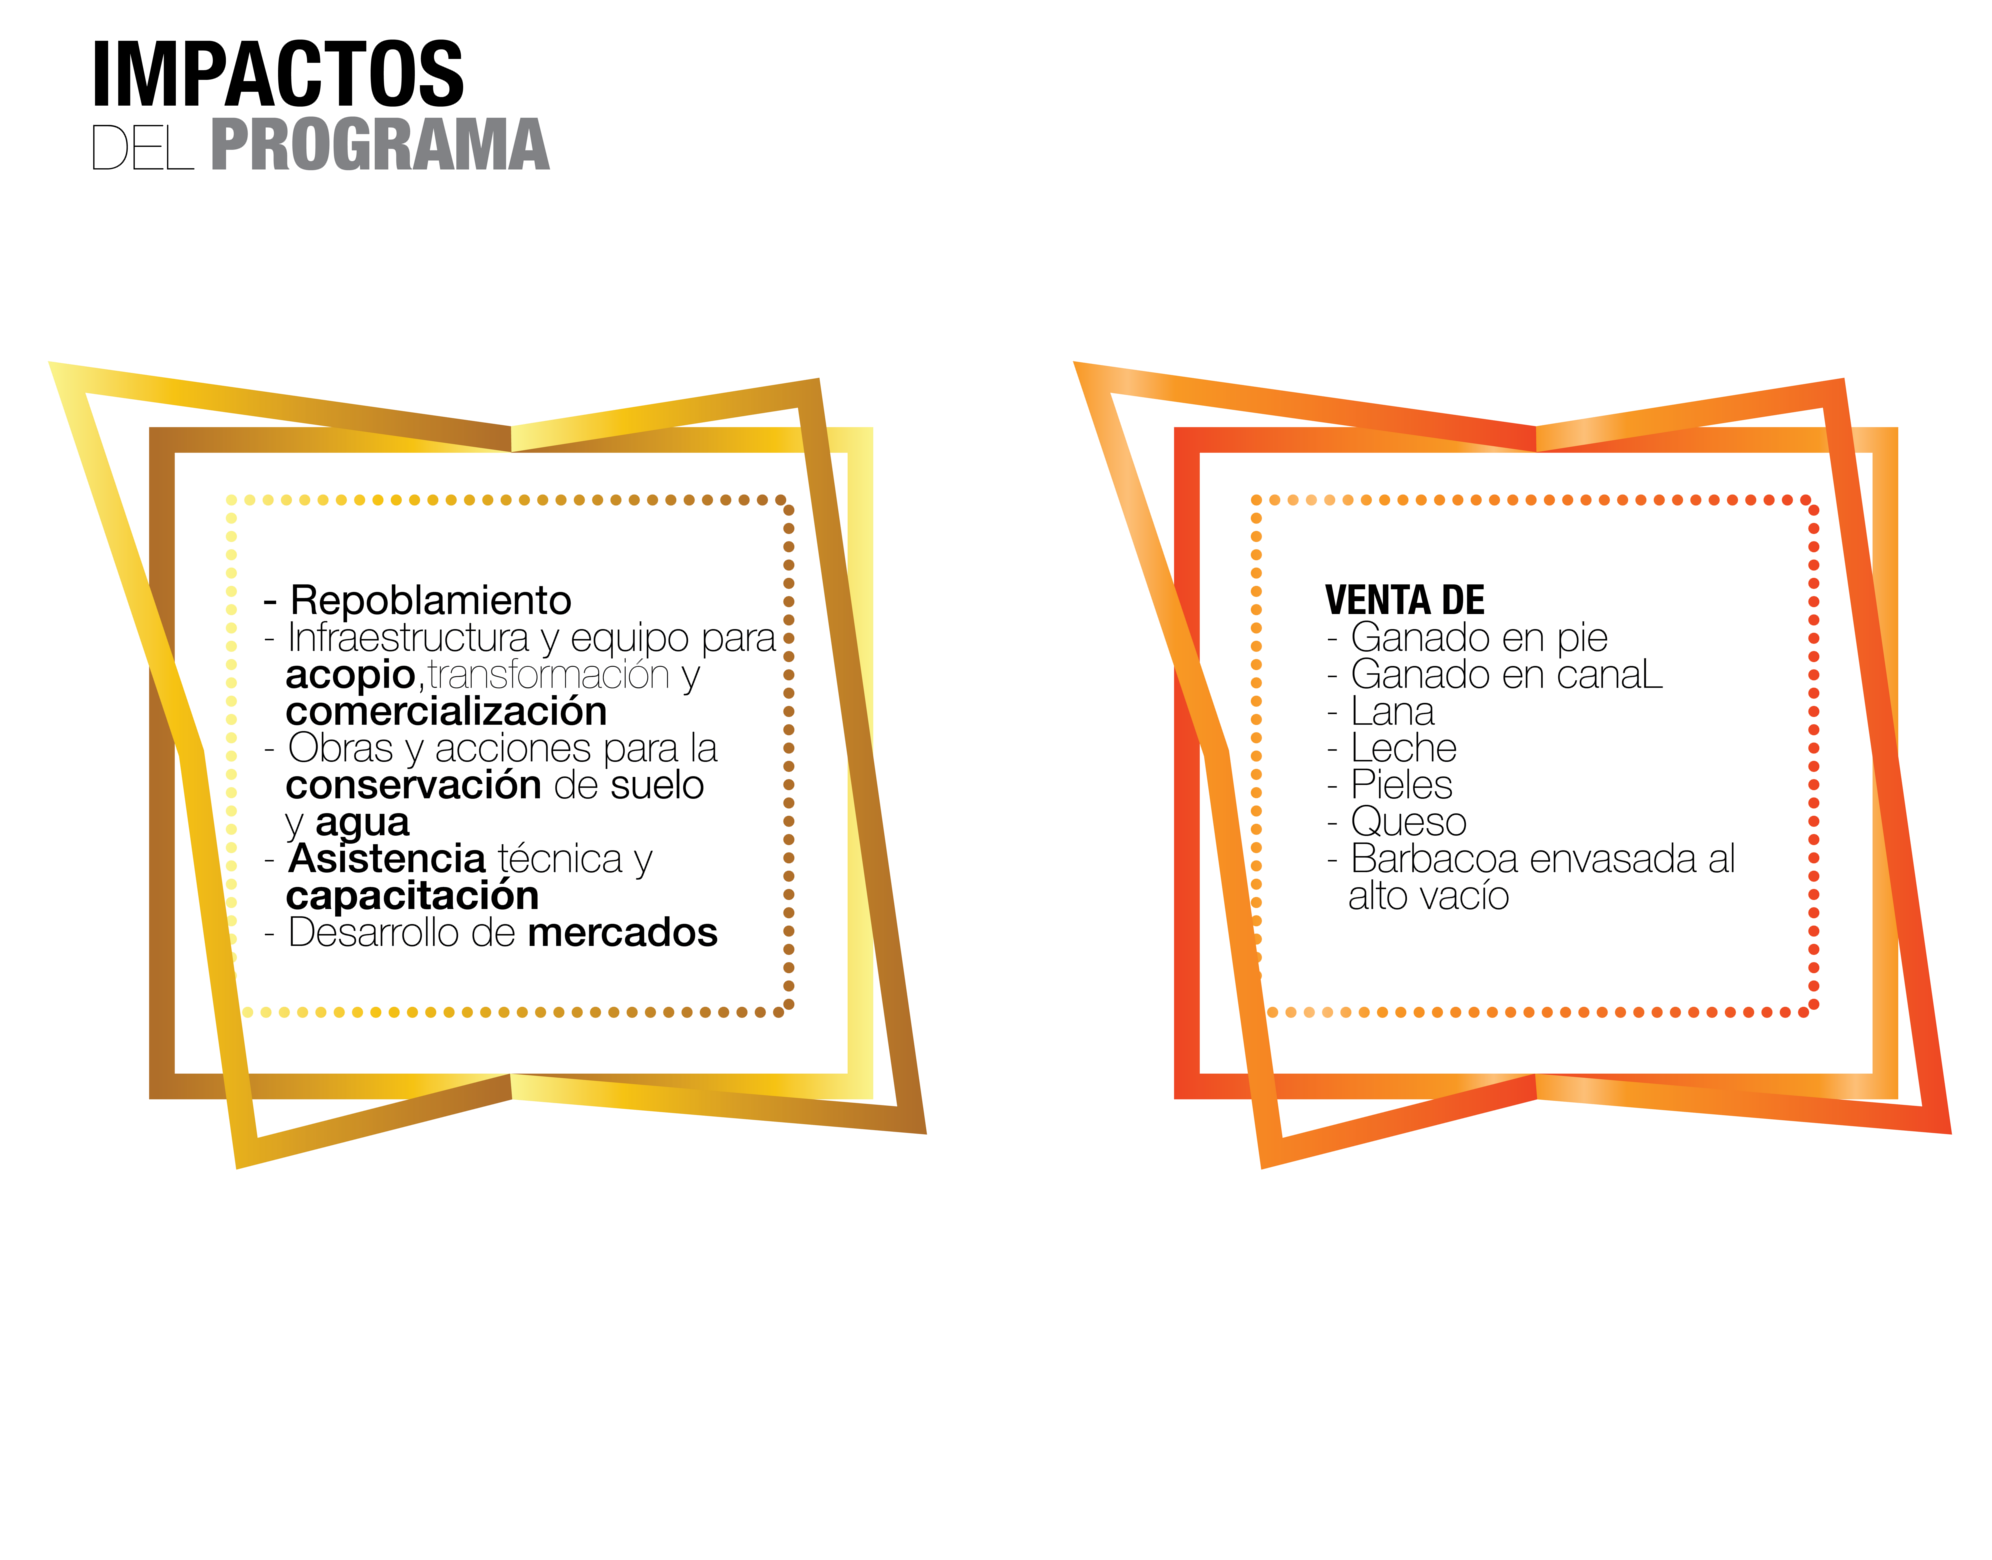 IMPACTOS
DEL PROGRAMA
- Repoblamiento
- Infraestructura y equipo para
acopio,transformación y
comercialización
- Obras y acciones para la
conservación de suelo
y agua
- Asistencia técnica y
capacitación
- Desarrollo de mercados
VENTA DE
- Ganado en pie
- Ganado en canaL
- Lana
- Leche
- Pieles
- Queso
- Barbacoa envasada al
alto vacío